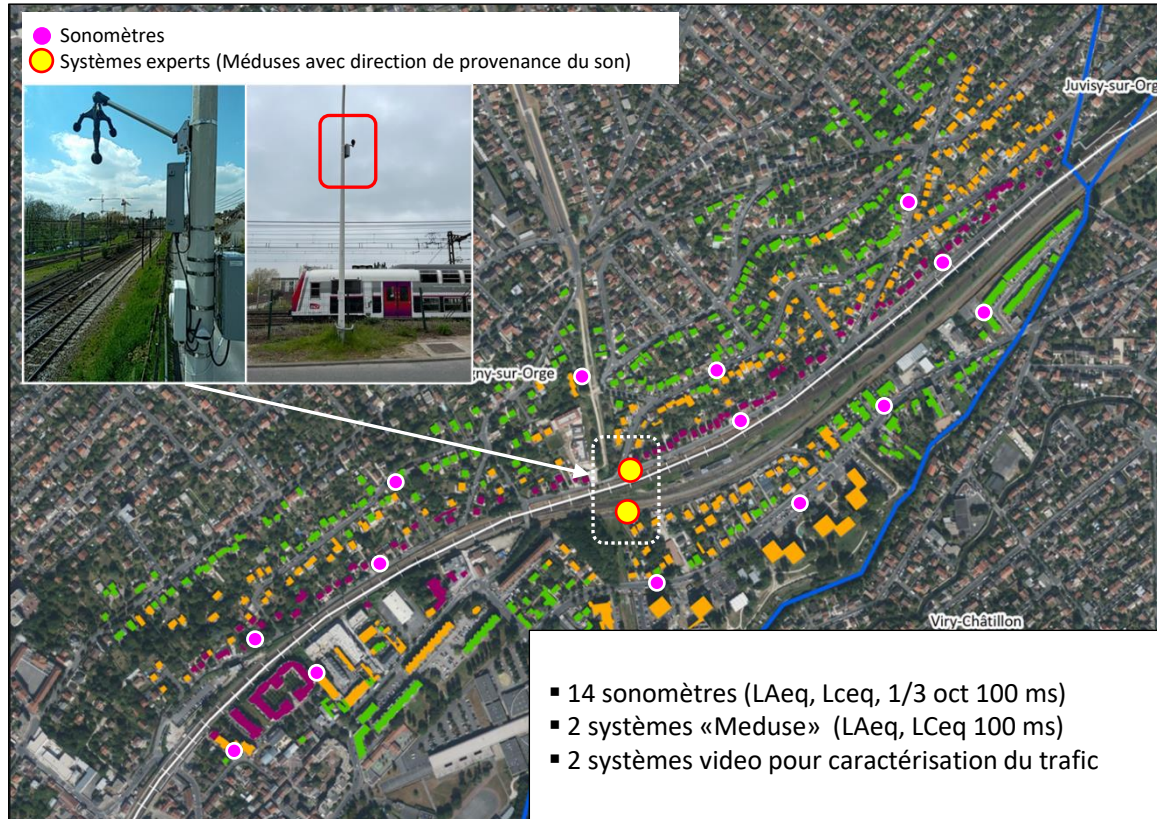 Sonomètres
Systèmes experts (Méduses avec direction de provenance du son)
Juvisy-sur-Org
gny-sur-Orge
Viry-Châtillon
▪ 14 sonomètres (LAeq, Lceq, 1/3 oct 100 ms)
▪ 2 systèmes «Meduse» (LAeq, LCeq 100 ms)
▪ 2 systèmes video pour caractérisation du trafic